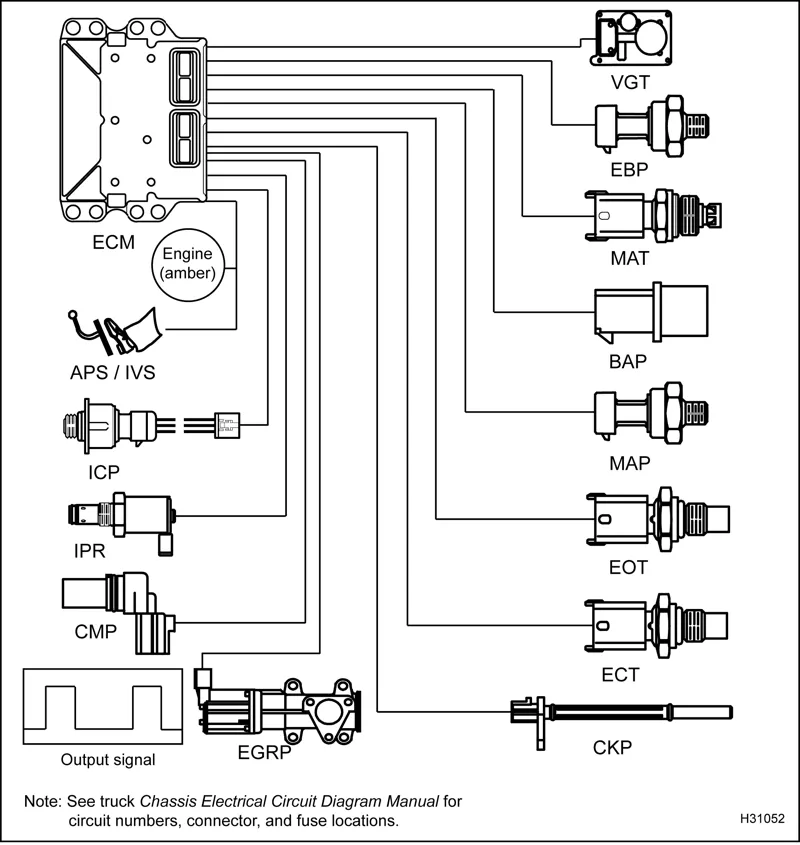 VGT
EBP
ECM
MAT
Engine
(amber)
APS / IVS
BAP
ICP
MAP
IPR
EOT
CMP
ECT
EGRP
CKP
Output signal
Note: See truck Chassis Electrical Circuit Diagram Manual for
circuit numbers, connector, and fuse locations.
H31052